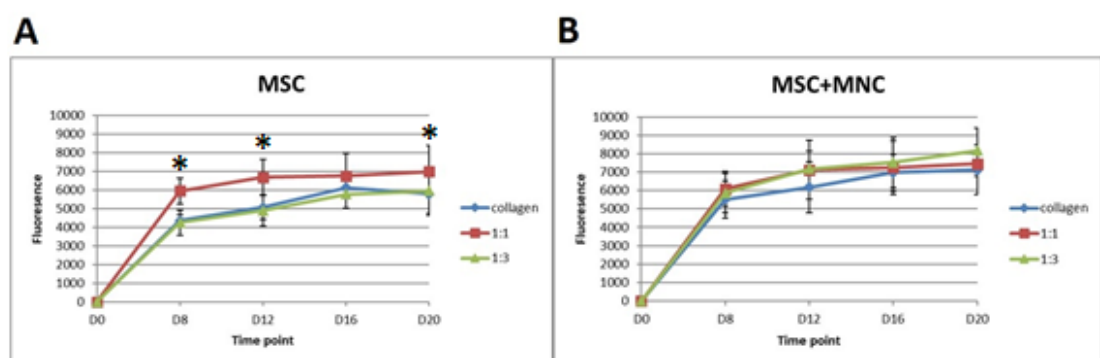 A
B
MSC
10000
9000
8000
7000
6000
5000
4000
3000
2000
1000
0
Fluoresence
D0 D8 D12 D16 D20
Time point
* * *
collagen
1:1
1:3
MSC+MNC
10000
9000
8000
7000
6000
5000
4000
3000
2000
1000
0
Fluoresence
D0 D8 D12 D16 D20
Time point
collagen
1:1
1:3